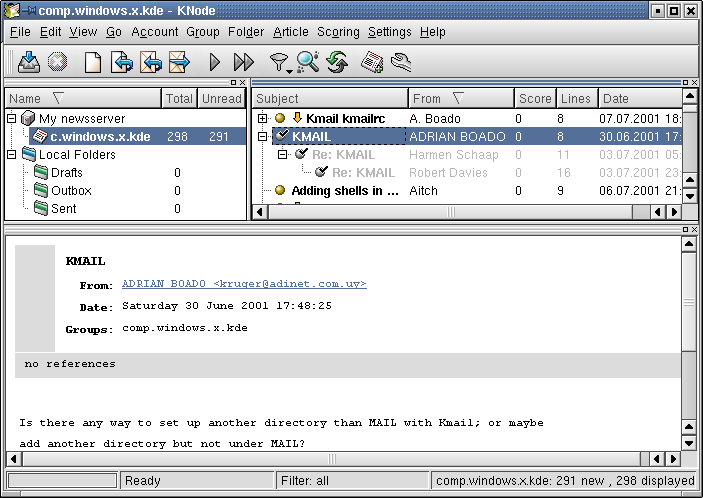 comp.windows.x.kde - KNode
File Edit View Go Account Group Folder Article Scoring Settings Help
Name Total Unread
My newsserver
c.windows.x.kde 298 291
Local Folders
Drafts 0
Outbox 0
Sent 0
Subject From Score Lines Date
Kmail kmailrc A. Boado 0 8 07.07.2001 18:
KMAIL ADRIAN BOADO 0 8 30.06.2001 17:
Re: KMAIL Harmen Schaap 0 11 03.07.2001 05:
Re: KMAIL Robert Davies 0 16 03.07.2001 23:
Adding shells in ... Aitch 0 9 06.07.2001 21:
KMAIL
From: ADRIAN BOADO <kruger@adinet.com.uy>
Date: Saturday 30 June 2001 17:48:25
Groups: comp.windows.x.kde
no references
Is there any way to set up another directory than MAIL with Kmail; or maybe
add another directory but not under MAIL?
Ready Filter: all comp.windows.x.kde: 291 new , 298 displayed